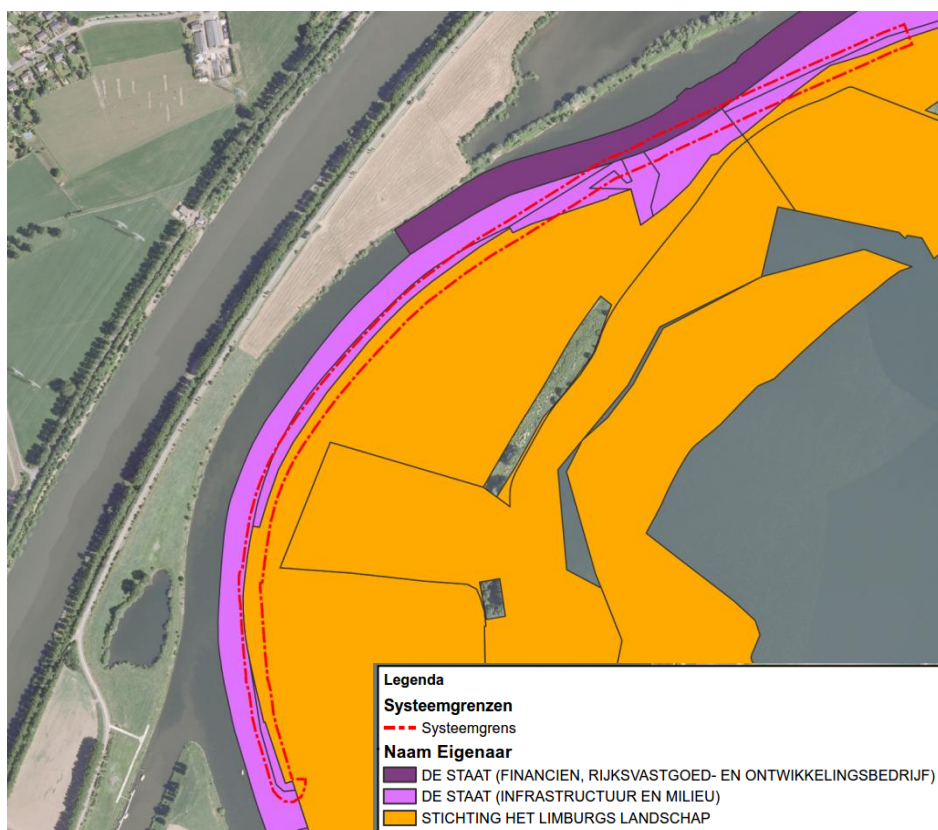 Legenda
Systeemgrenzen
Systeemgrens
Naam Eigenaar
DE STAAT (FINANCIEN, RIJKSVASTGOED- EN ONTWIKKELINGSBEDRIJF)
DE STAAT (INFRASTRUCTUUR EN MILIEU)
STICHTING HET LIMBURGS LANDSCHAP